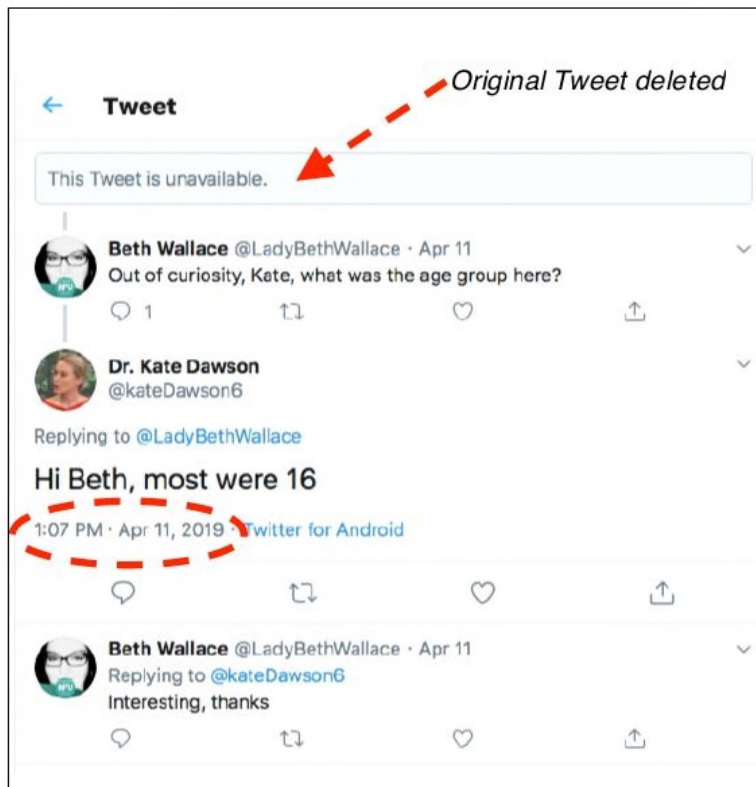 Original Tweet deleted
Tweet
This Tweet is unavailable.
Beth Wallace @LadyBethWallace · Apr 11
Out of curiosity, Kate, what was the age group here?
1
Dr. Kate Dawson
@kateDawson6
Replying to @LadyBethWallace
Hi Beth, most were 16
1:07 PM · Apr 11, 2019 · Twitter for Android
Beth Wallace @LadyBethWallace · Apr 11
Replying to @kateDawson6
Interesting, thanks